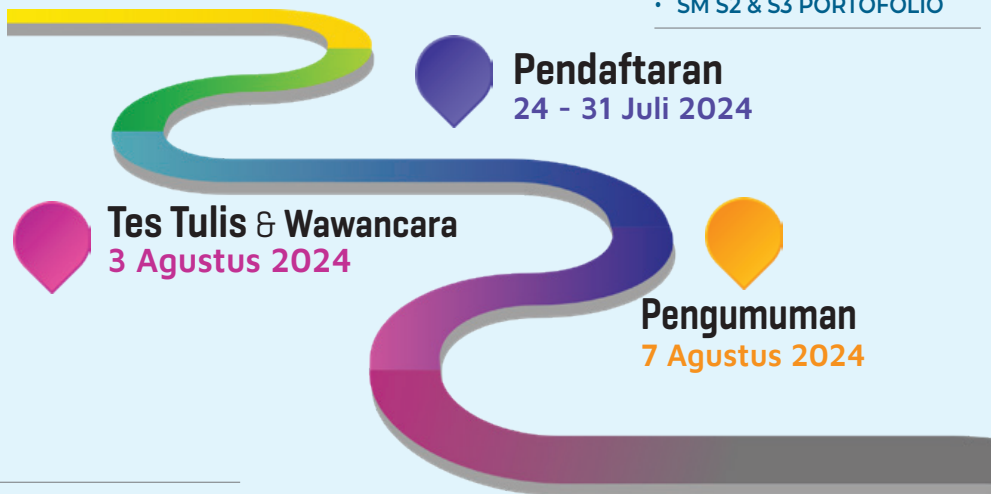 • SM S2 & S3 PORTOFOLIO
Pendaftaran
24 - 31 Juli 2024
Tes Tulis & Wawancara
3 Agustus 2024
Pengumuman
7 Agustus 2024